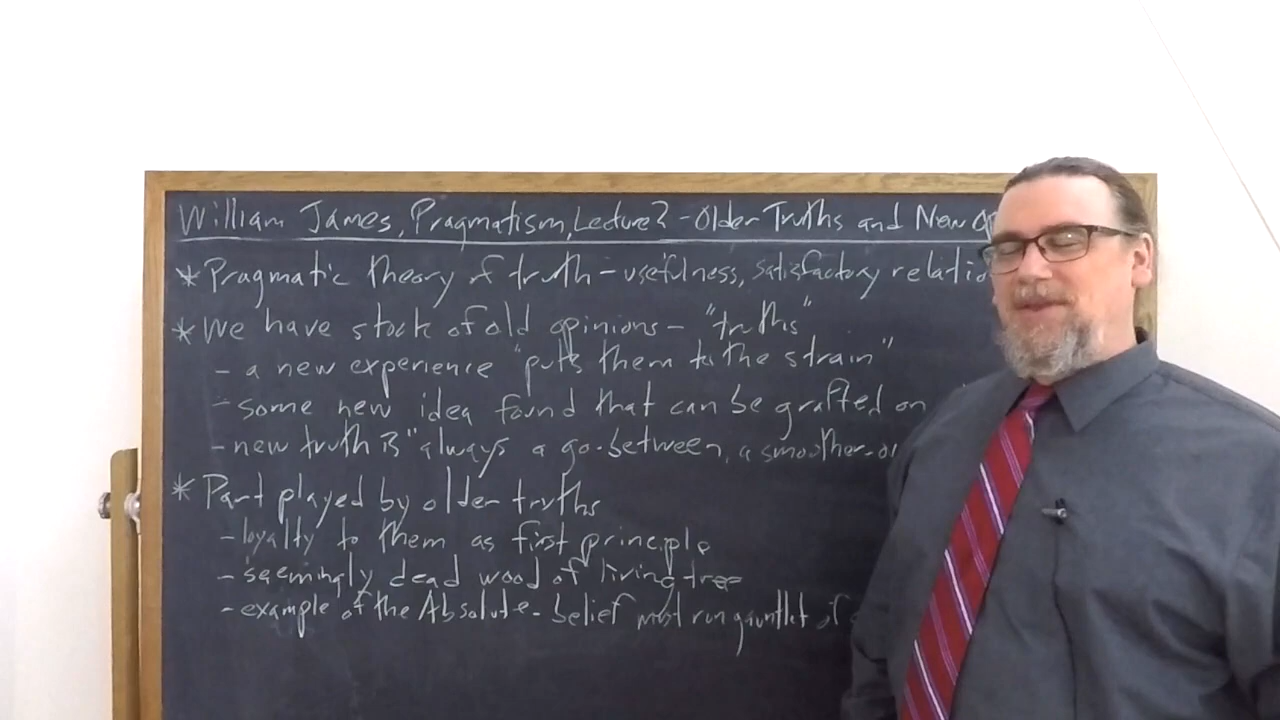 William James, Pragmatism, Lecture 2 - Older Truths and New
* Pragmatic theory of truth - usefulness, satisfactory relatio
* We have stock of old opinions - "truths"
- a new experience "puts them to the strain"
- some new idea found that can be grafted on
- new truth is "always a go-between, a smoother-o
* Part played by older truths
- loyalty to them as first principle
- seemingly dead wood of living tree
- example of the Absolute - belief must run gauntlet of